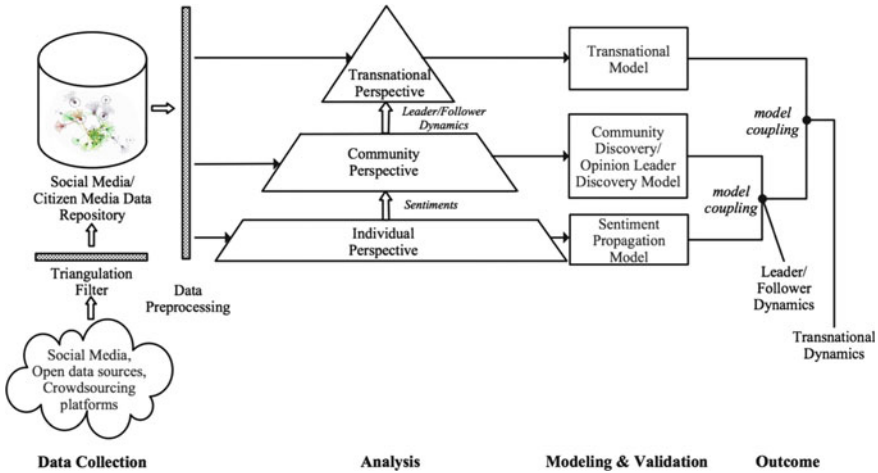 Social Media/
Citizen Media Data
Repository
Triangulation
Filter
Social Media,
Open data sources,
Crowdsourcing
platforms
Data
Preprocessing
Transnational
Perspective
Leader/Follower
Dynamics
Community
Perspective
Sentiments
Individual
Perspective
Transnational
Model
Community
Discovery/
Opinion Leader
Discovery Model
Sentiment
Propagation
Model
model
coupling
model
coupling
Leader/
Follower
Dynamics
Transnational
Dynamics
Data Collection
Analysis
Modeling & Validation
Outcome